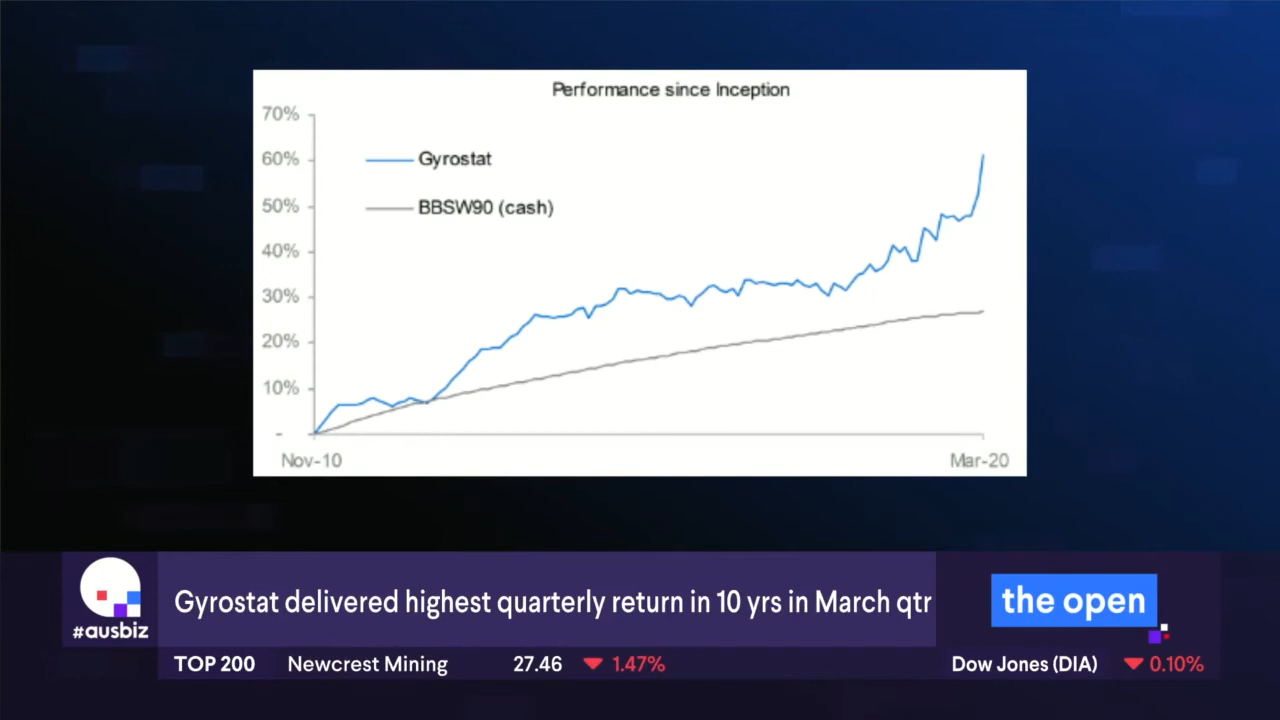 Performance since Inception
70%
60%
50%
40%
30%
20%
10%
-
Gyrostat
BBSW90 (cash)
Nov-10
Mar-20
#ausbiz
Gyrostat delivered highest quarterly return in 10 yrs in March qtr
the open
TOP 200 Newcrest Mining 27.46 ▼ 1.47% Dow Jones (DIA) ▼ 0.10%